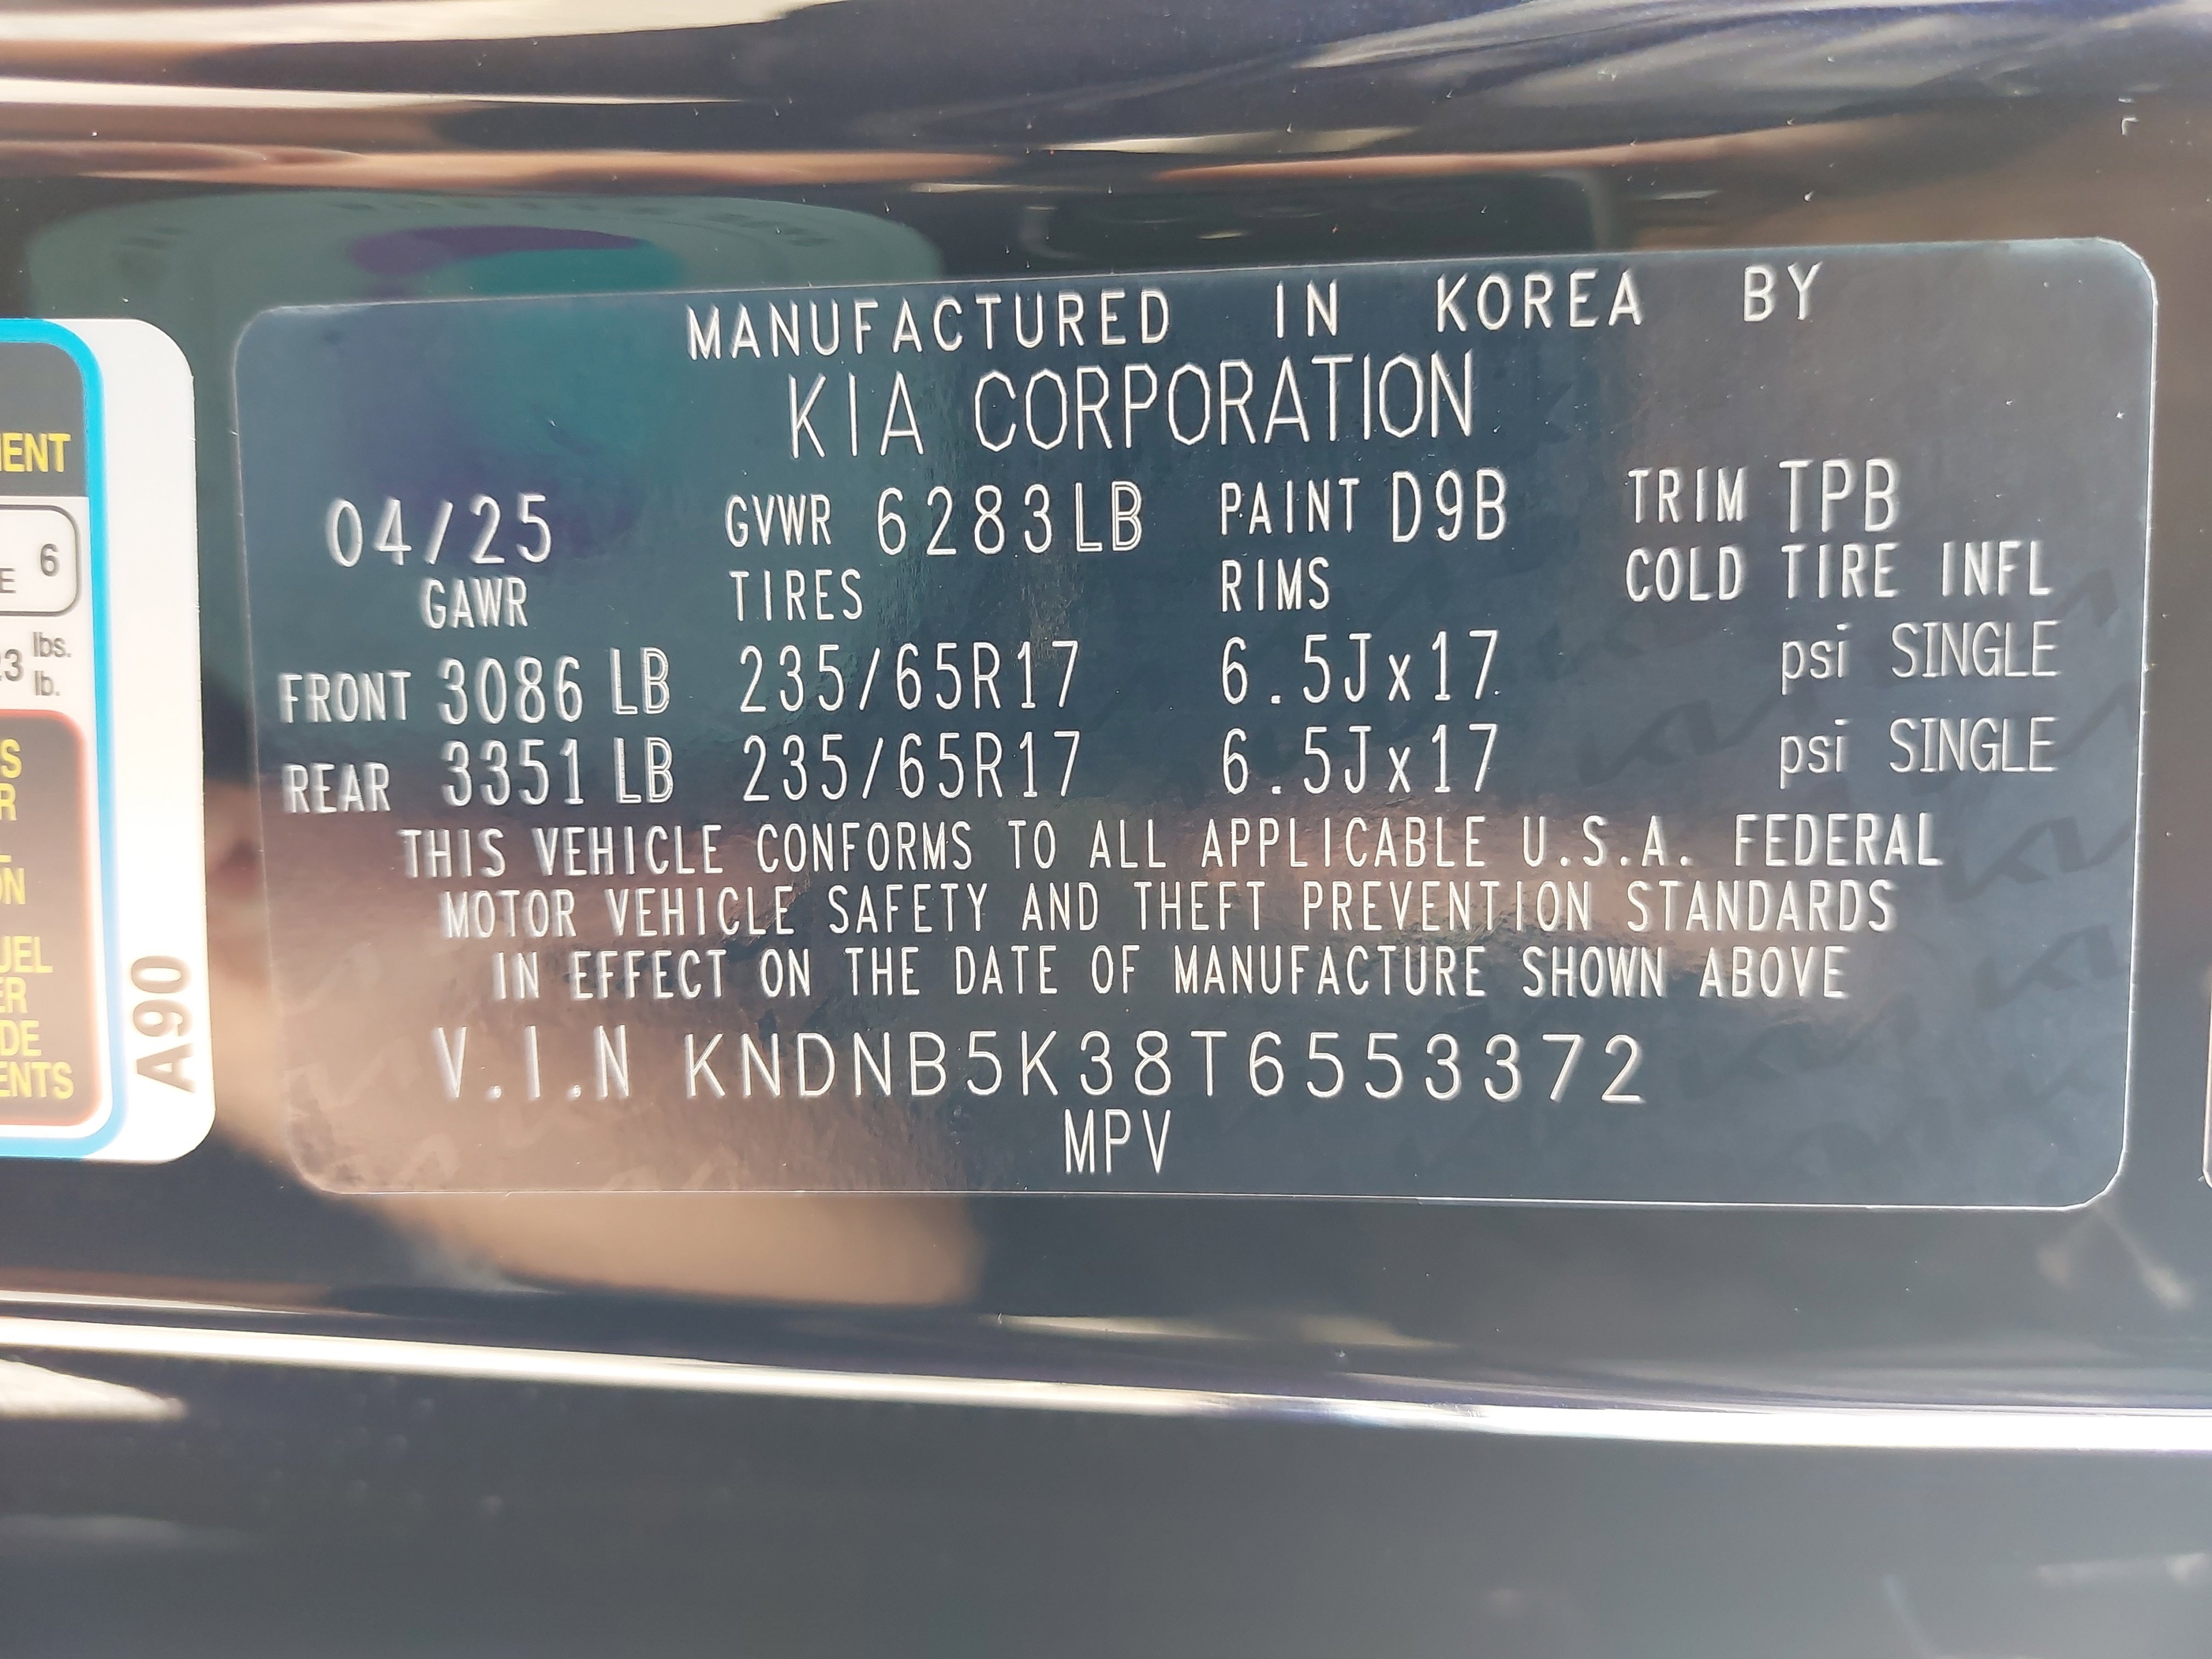 MANUFACTURED IN KOREA BY
KIA CORPORATION
04/25 GVWR 6283LB PAINT D9B TRIM TPB
GAWR TIRES RIMS COLD TIRE INFL
FRONT 3086 LB 235/65R17 6.5Jx17 psi SINGLE
REAR 3351 LB 235/65R17 6.5Jx17 psi SINGLE
THIS VEHICLE CONFORMS TO ALL APPLICABLE U.S.A. FEDERAL
MOTOR VEHICLE SAFETY AND THEFT PREVENTION STANDARDS
IN EFFECT ON THE DATE OF MANUFACTURE SHOWN ABOVE
V.I.N KNDNB5K38T6553372
MPV
6
lbs.
lb.
A90